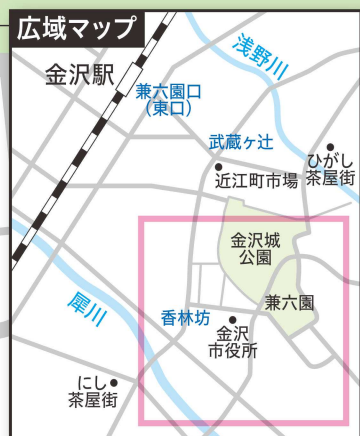 広域マップ
金沢駅
兼六園口
（東口）
浅野川
武蔵ヶ辻
近江町市場
ひがし
茶屋街
金沢城
公園
兼六園
犀川
香林坊
金沢
市役所
にし
茶屋街